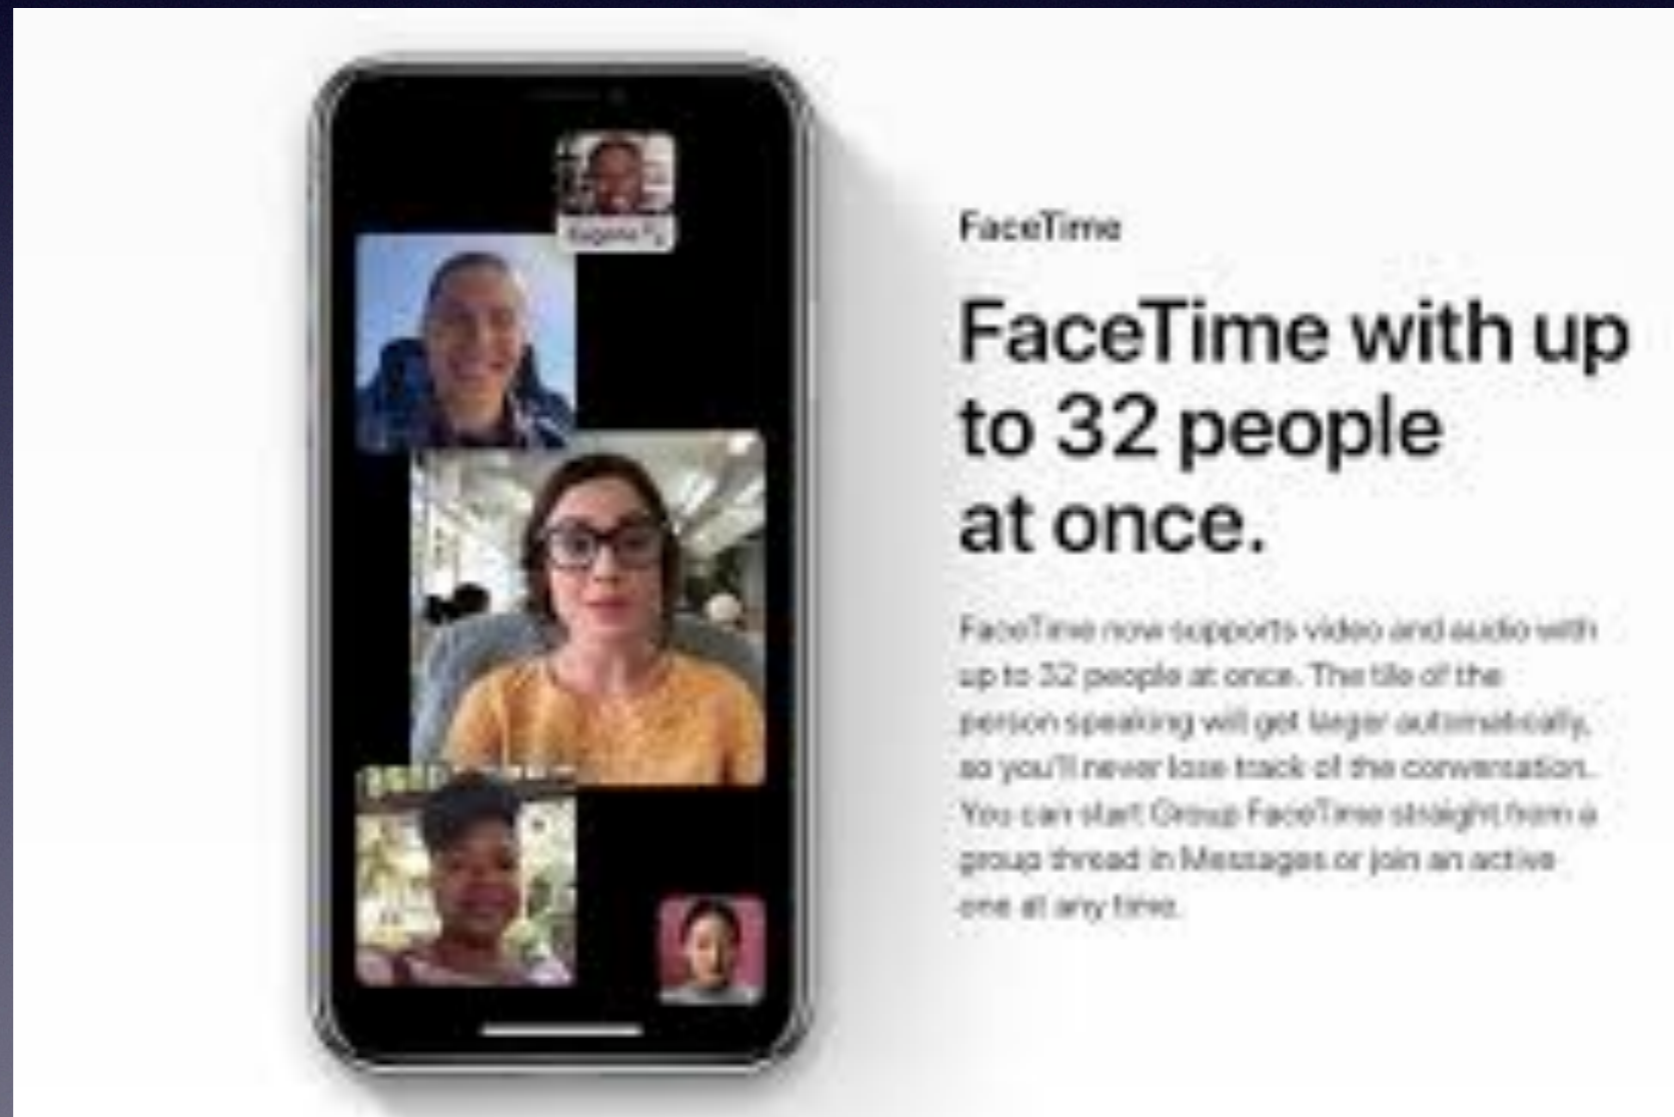 Eugene
FaceTime
FaceTime with up
to 32 people
at once.
FaceTime now supports video and audio with
up to 32 people at once. The tile of the
person speaking will get larger automatically,
so you'll never lose track of the conversation.
You can start Group FaceTime straight from a
group thread in Messages or join an active
one at any time.